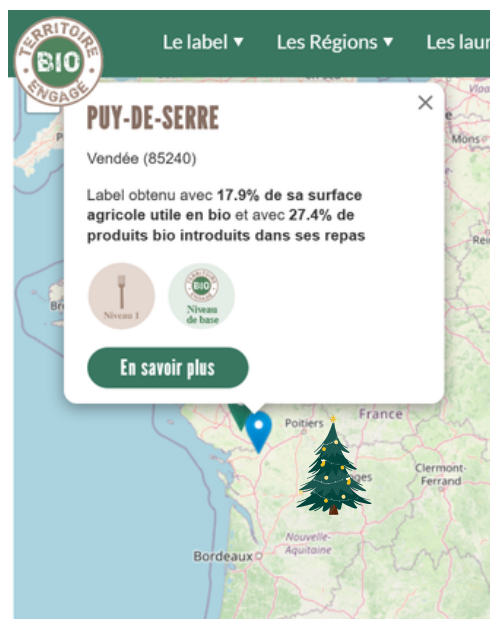 TERRITOIRE
BIO
ENGAGÉ
Le label ▼ Les Régions ▼ Les laur
PUY-DE-SERRE
Vendée (85240)
Label obtenu avec 17.9% de sa surface
agricole utile en bio et avec 27.4% de
produits bio introduits dans ses repas
Niveau 1
TERRITOIRE
BIO
ENGAGÉ
Niveau
de base
En savoir plus
Mons
Poitiers
France
Clermont-
Ferrand
Nouvelle-
Aquitaine
Bordeaux